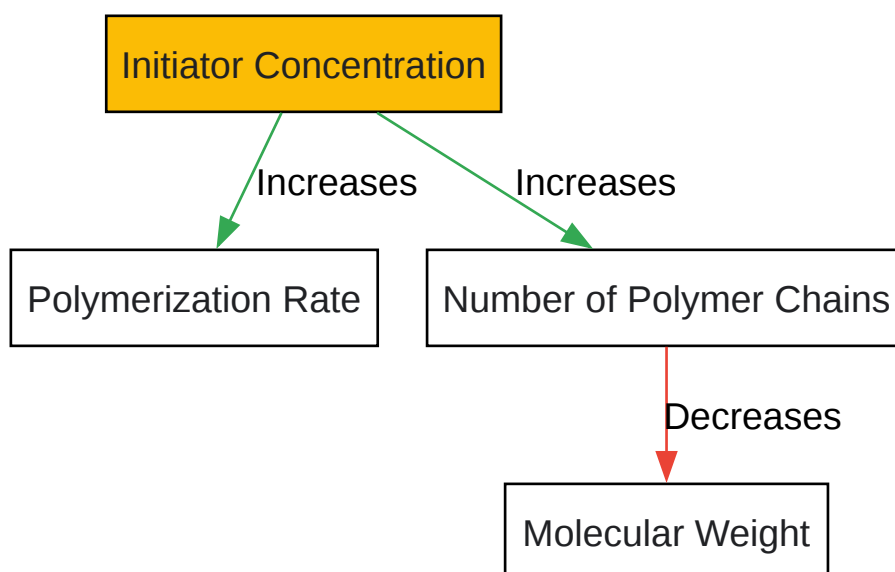 Initiator Concentration
Increases
Increases
Polymerization Rate
Number of Polymer Chains
Decreases
Molecular Weight